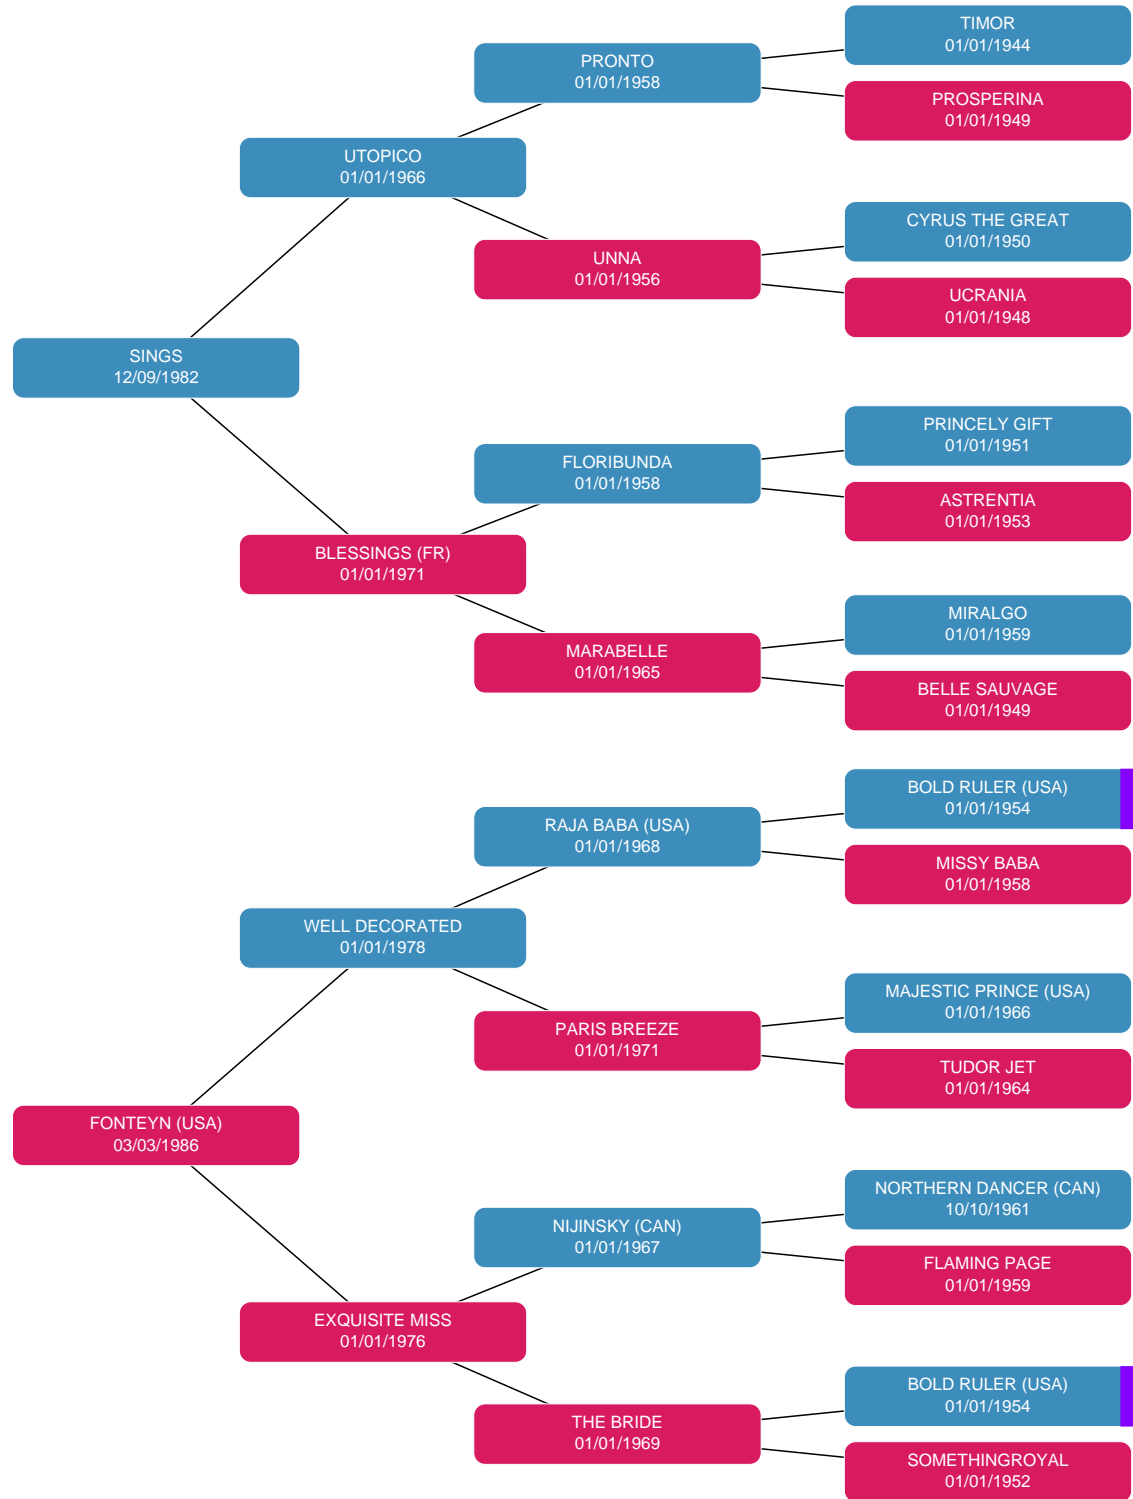 TIMOR
01/01/1944
PRONTO
01/01/1958
PROSPERINA
01/01/1949
UTOPICO
01/01/1966
CYRUS THE GREAT
01/01/1950
UNNA
01/01/1956
UCRANIA
01/01/1948
SINGS
12/09/1982
PRINCELY GIFT
01/01/1951
FLORIBUNDA
01/01/1958
ASTRENTIA
01/01/1953
BLESSINGS (FR)
01/01/1971
MIRALGO
01/01/1959
MARABELLE
01/01/1965
BELLE SAUVAGE
01/01/1949
BOLD RULER (USA)
01/01/1954
RAJA BABA (USA)
01/01/1968
MISSY BABA
01/01/1958
WELL DECORATED
01/01/1978
MAJESTIC PRINCE (USA)
01/01/1966
PARIS BREEZE
01/01/1971
TUDOR JET
01/01/1964
FONTEYN (USA)
03/03/1986
NORTHERN DANCER (CAN)
10/10/1961
NIJINSKY (CAN)
01/01/1967
FLAMING PAGE
01/01/1959
EXQUISITE MISS
01/01/1976
BOLD RULER (USA)
01/01/1954
THE BRIDE
01/01/1969
SOMETHINGROYAL
01/01/1952